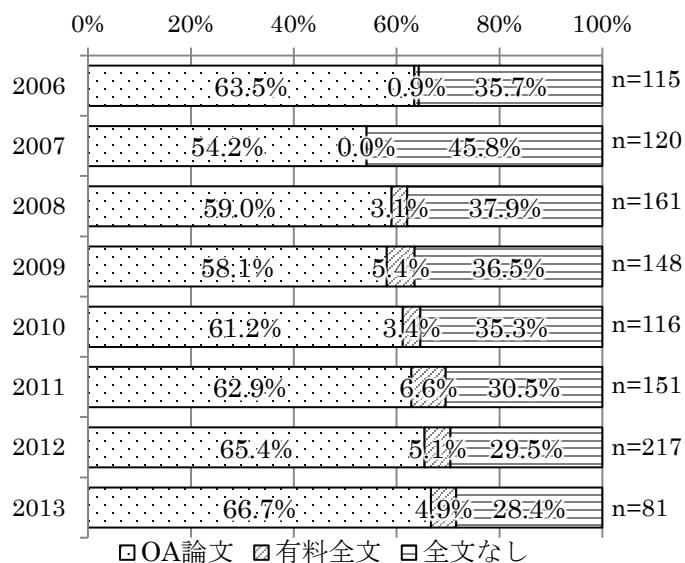 0% 20% 40% 60% 80% 100%
2006 63.5% 0.9% 35.7% n=115
2007 54.2% 0.0% 45.8% n=120
2008 59.0% 3.1% 37.9% n=161
2009 58.1% 5.4% 36.5% n=148
2010 61.2% 3.4% 35.3% n=116
2011 62.9% 6.6% 30.5% n=151
2012 65.4% 5.1% 29.5% n=217
2013 66.7% 4.9% 28.4% n=81
OA論文 有料全文 全文なし